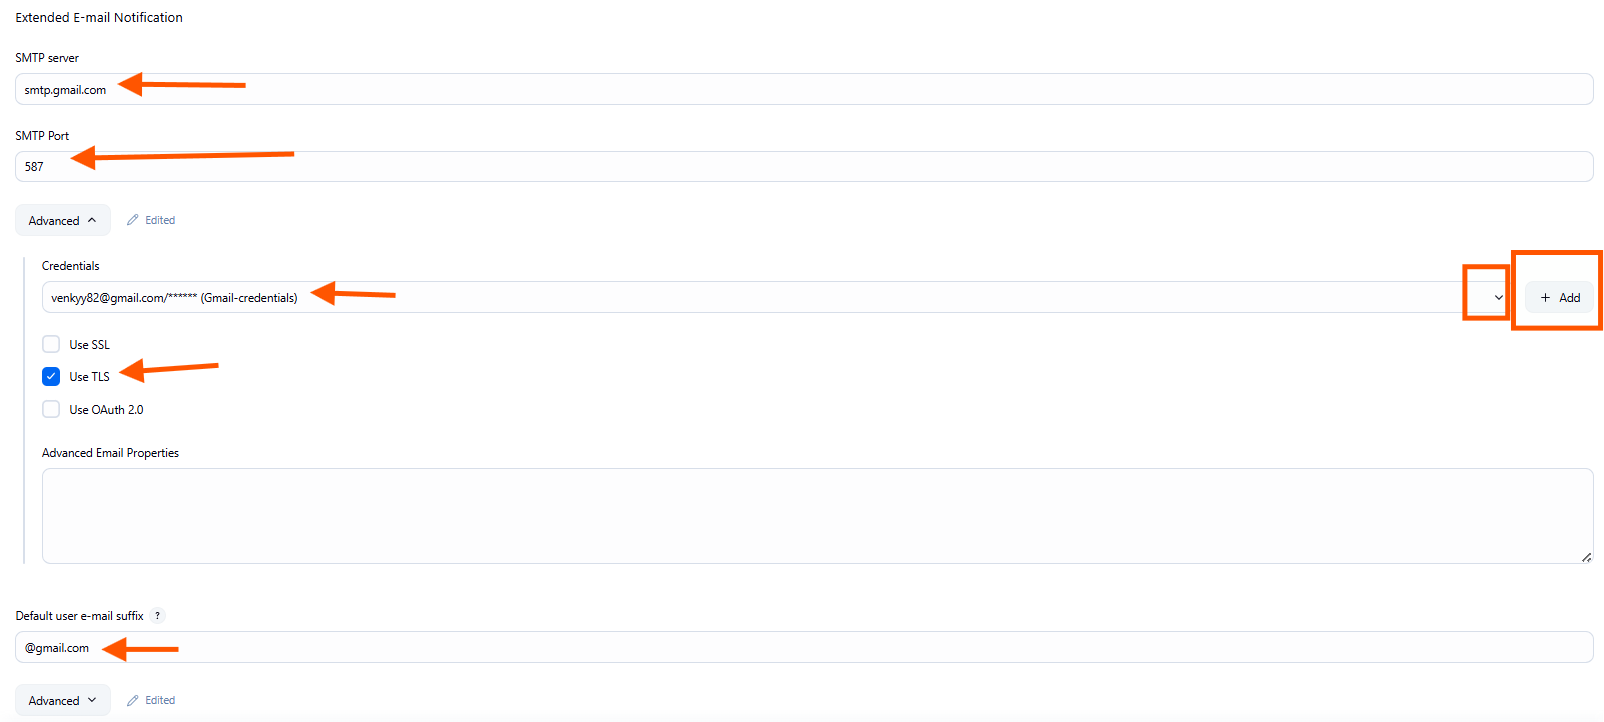 Extended E-mail Notification
SMTP server
smtp.gmail.com
SMTP Port
587
Advanced Edited
Credentials
venkyy82@gmail.com/****** (Gmail-credentials) + Add
Use SSL
Use TLS
Use OAuth 2.0
Advanced Email Properties
Default user e-mail suffix ?
@gmail.com
Advanced Edited